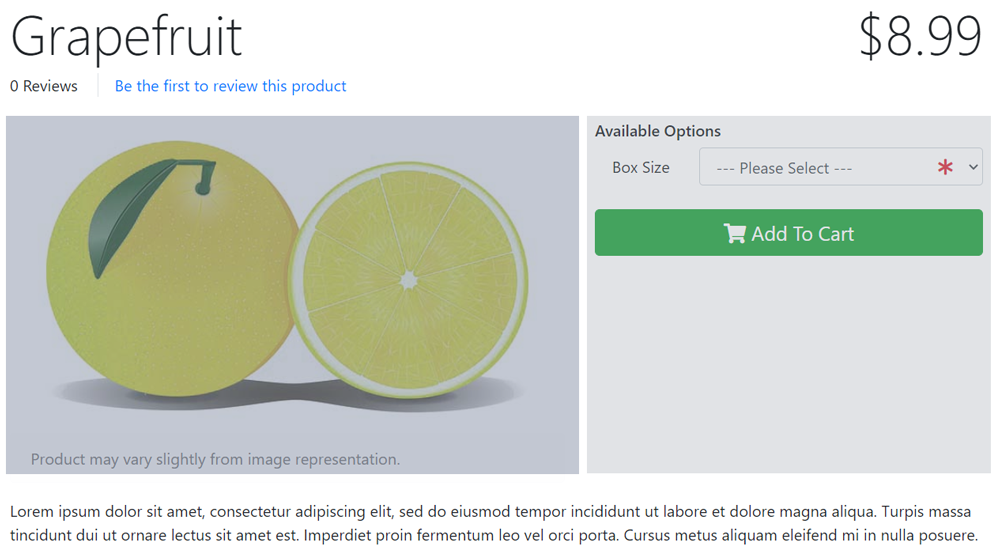 Grapefruit
$8.99
0 Reviews
Be the first to review this product
Available Options
Box Size
--- Please Select ---
Add To Cart
Product may vary slightly from image representation.
Lorem ipsum dolor sit amet, consectetur adipiscing elit, sed do eiusmod tempor incididunt ut labore et dolore magna aliqua. Turpis massa
tincidunt dui ut ornare lectus sit amet est. Imperdiet proin fermentum leo vel orci porta. Cursus metus aliquam eleifend mi in nulla posuere.